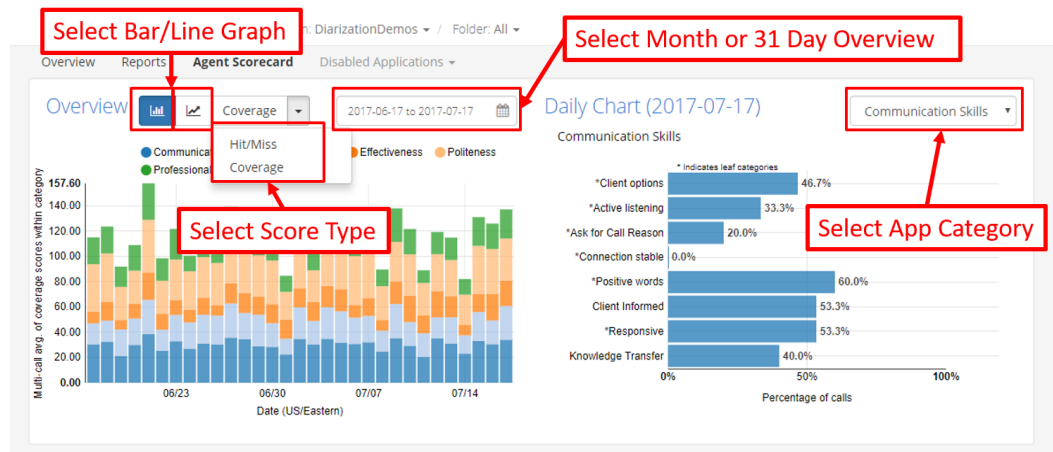 Select Bar/Line Graph
: DiarizationDemos / Folder: All
Select Month or 31 Day Overview
Overview Reports Agent Scorecard Disabled Applications
Overview Coverage 2017-06-17 to 2017-07-17
Hit/Miss
Coverage
Effectiveness Politeness
Professional
Select Score Type
Multi-call avg. of coverage scores within category
157.60
140.00
120.00
100.00
80.00
60.00
40.00
20.00
0.00
06/23 06/30 07/07 07/14
Date (US/Eastern)
Daily Chart (2017-07-17) Communication Skills
Communication Skills
Select App Category
* Indicates leaf categories
*Client options 46.7%
*Active listening 33.3%
*Ask for Call Reason 20.0%
*Connection stable 0.0%
*Positive words 60.0%
Client Informed 53.3%
*Responsive 53.3%
Knowledge Transfer 40.0%
0% 50% 100%
Percentage of calls